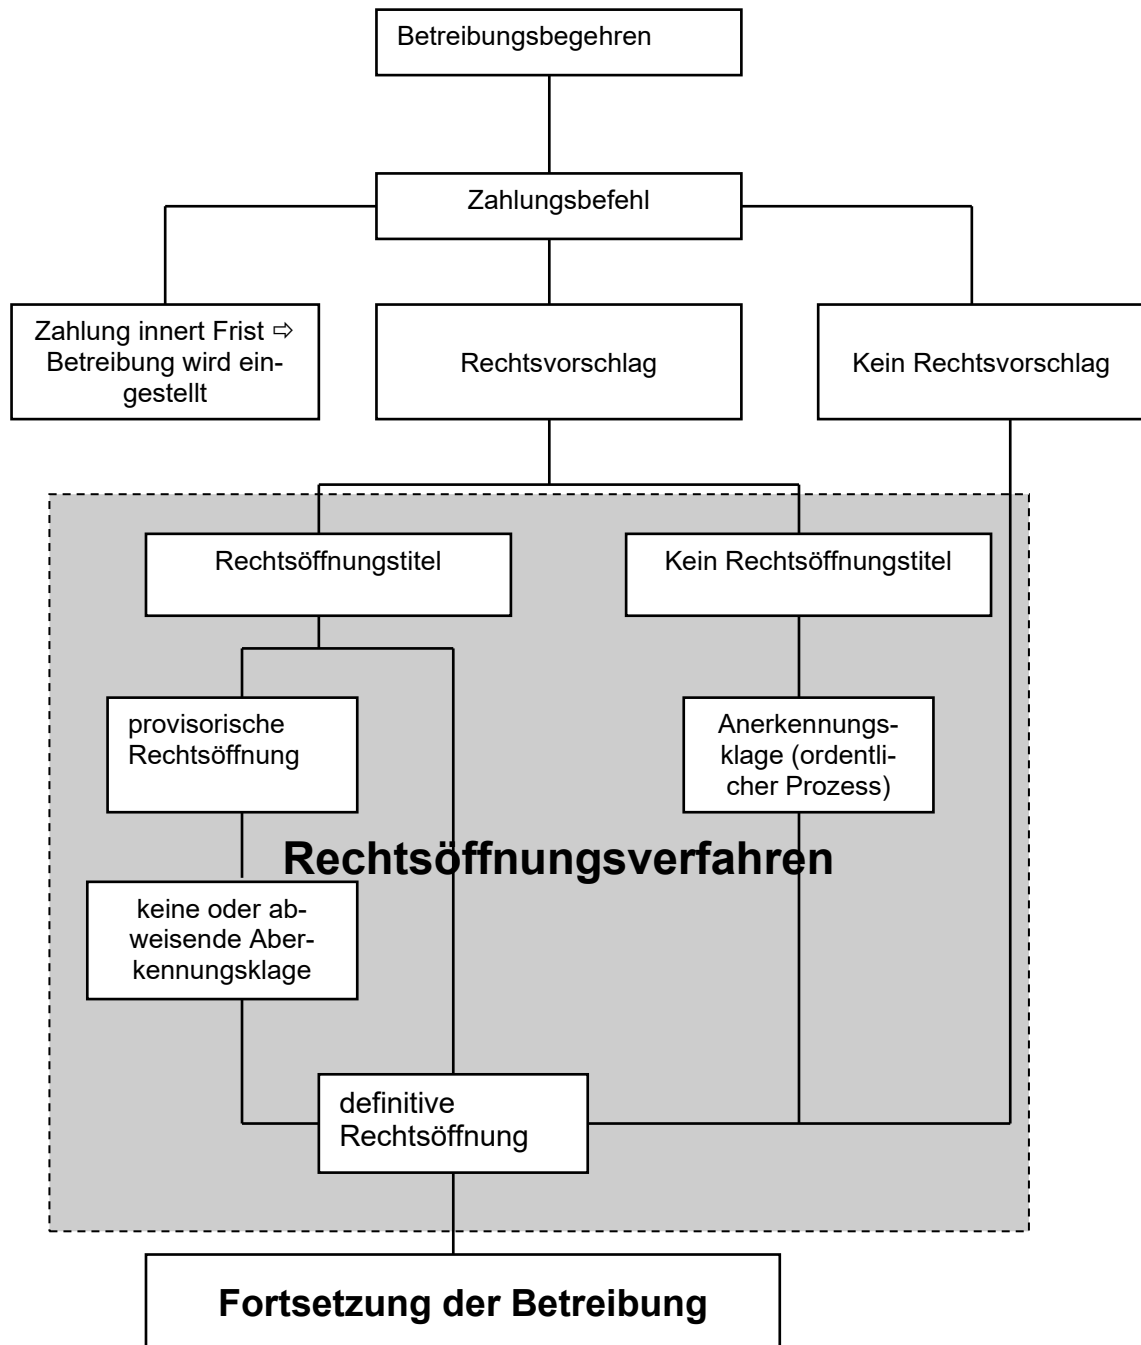 Betreibungsbegehren
Zahlungsbefehl
Zahlung innert Frist ⇨
Betreibung wird ein-
gestellt
Rechtsvorschlag
Kein Rechtsvorschlag
Rechtsöffnungstitel
Kein Rechtsöffnungstitel
provisorische
Rechtsöffnung
Anerkennungs-
klage (ordentli-
cher Prozess)
Rechtsöffnungsverfahren
keine oder ab-
weisende Aber-
kennungsklage
definitive
Rechtsöffnung
Fortsetzung der Betreibung